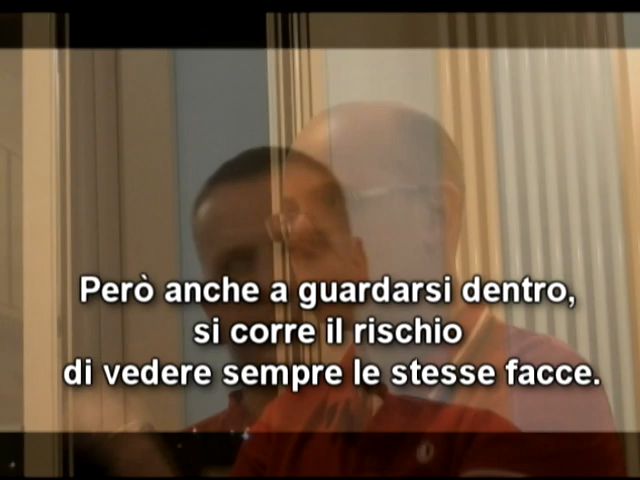 Però anche a guardarsi dentro,
si corre il rischio
di vedere sempre le stesse facce.